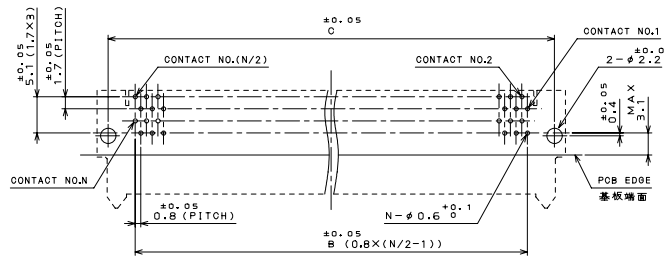 ±0.05
C
CONTACT NO.1
±0.0
2-φ2.2
CONTACT NO.(N/2)
CONTACT NO.2
±0.05
5.1 (1.7×3)
±0.05
1.7 (PITCH)
±0.05
0.4
MAX
3.1
CONTACT NO.N
PCB EDGE
基板端面
±0.05
0.8 (PITCH)
N-φ0.6 +0.1 0
±0.05
B (0.8×(N/2-1))